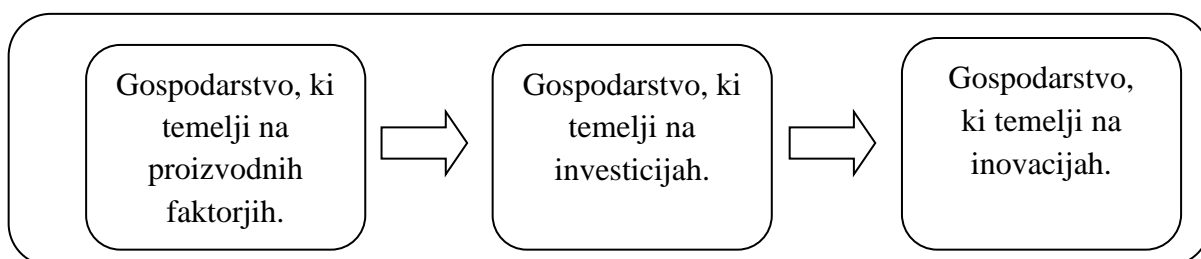 Gospodarstvo, ki
temelji na
proizvodnih
faktorjih.
Gospodarstvo, ki
temelji na
investicijah.
Gospodarstvo,
ki temelji na
inovacijah.